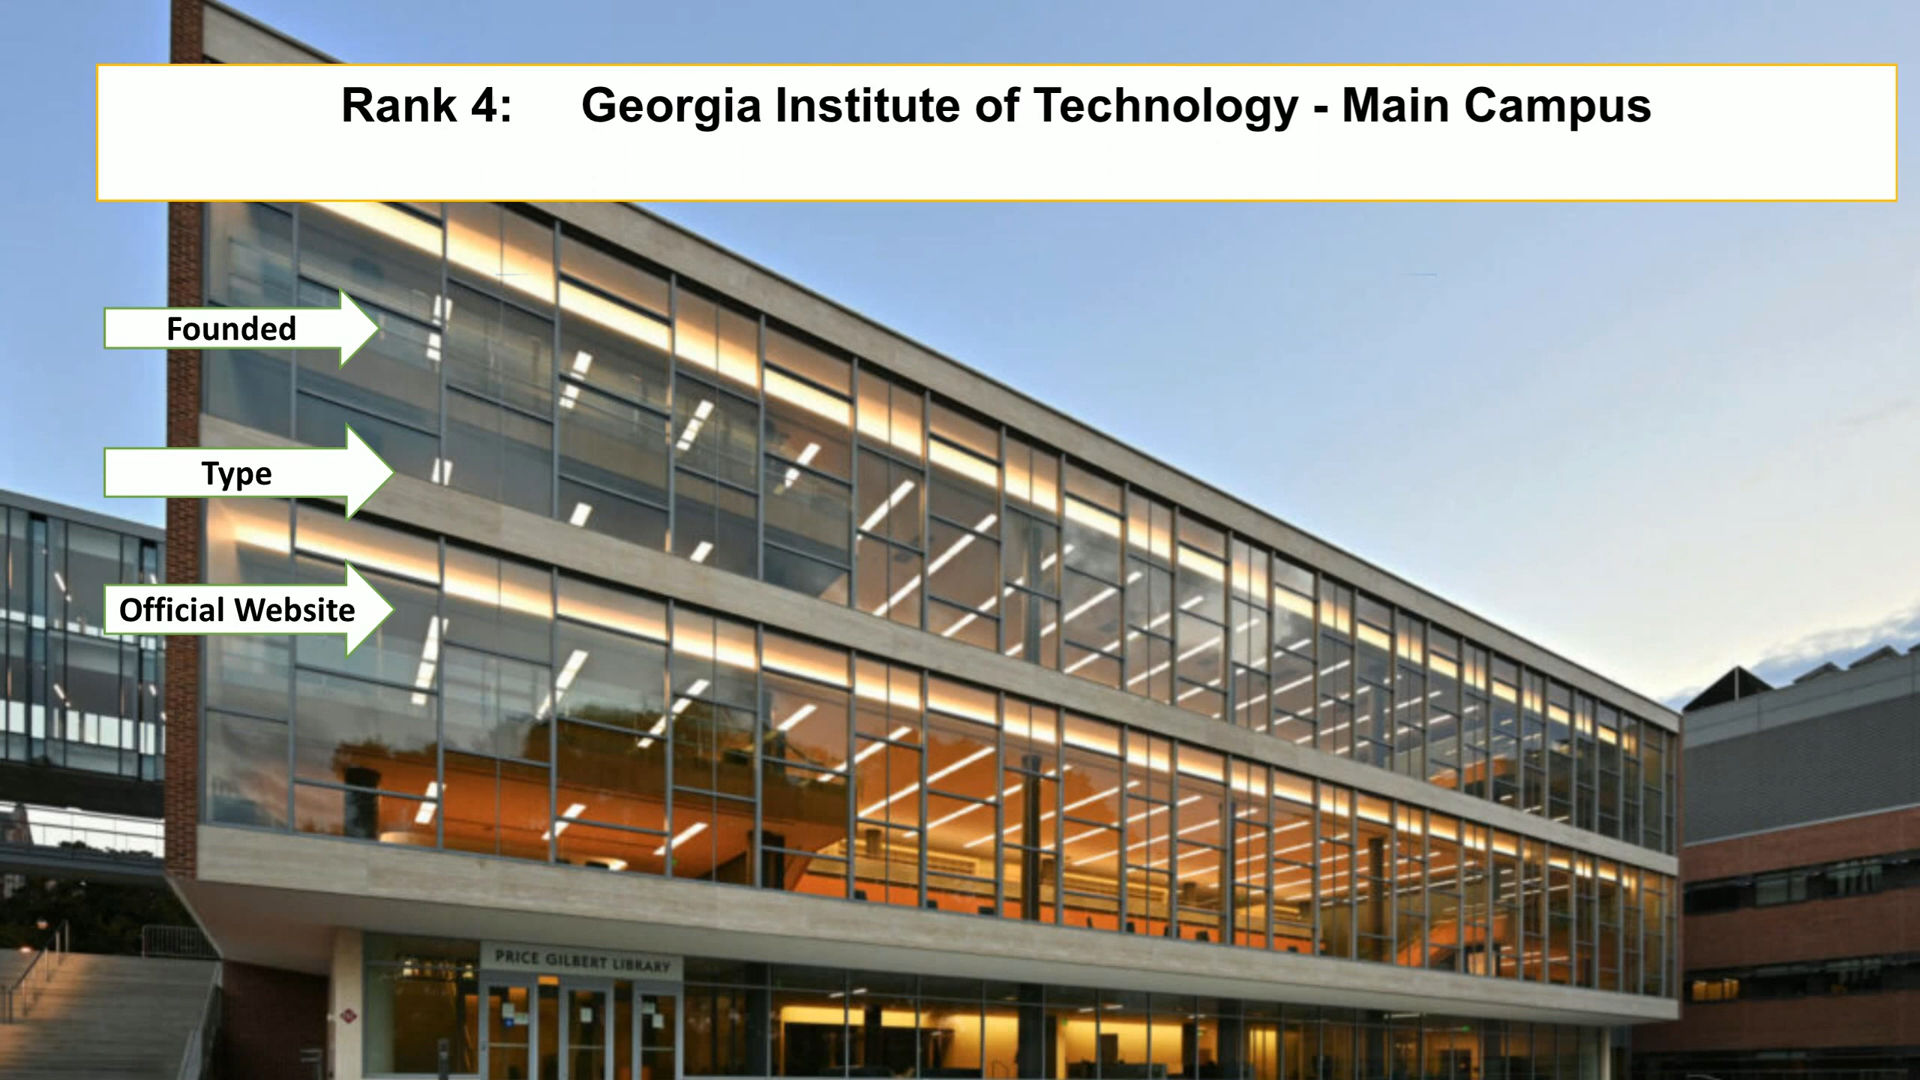 Rank 4: Georgia Institute of Technology - Main Campus
Founded
Type
Official Website
PRICE GILBERT LIBRARY